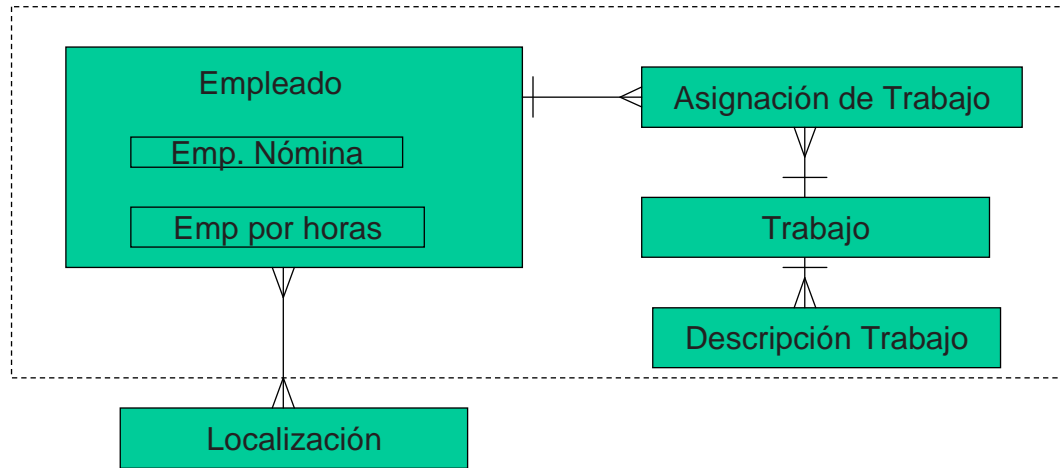 Empleado
Emp. Nómina
Emp por horas
Asignación de Trabajo
Trabajo
Descripción Trabajo
Localización